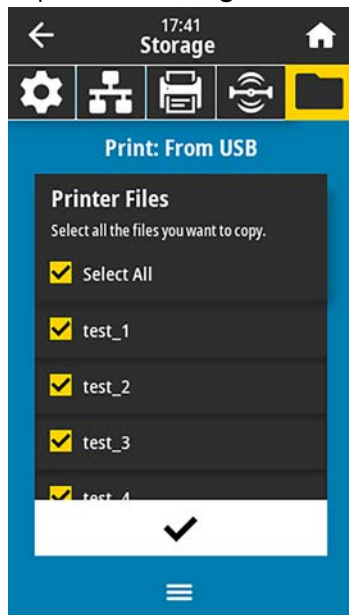 17:41
Storage
Print: From USB
Printer Files
Select all the files you want to copy.
Select All
test_1
test_2
test_3
test_4